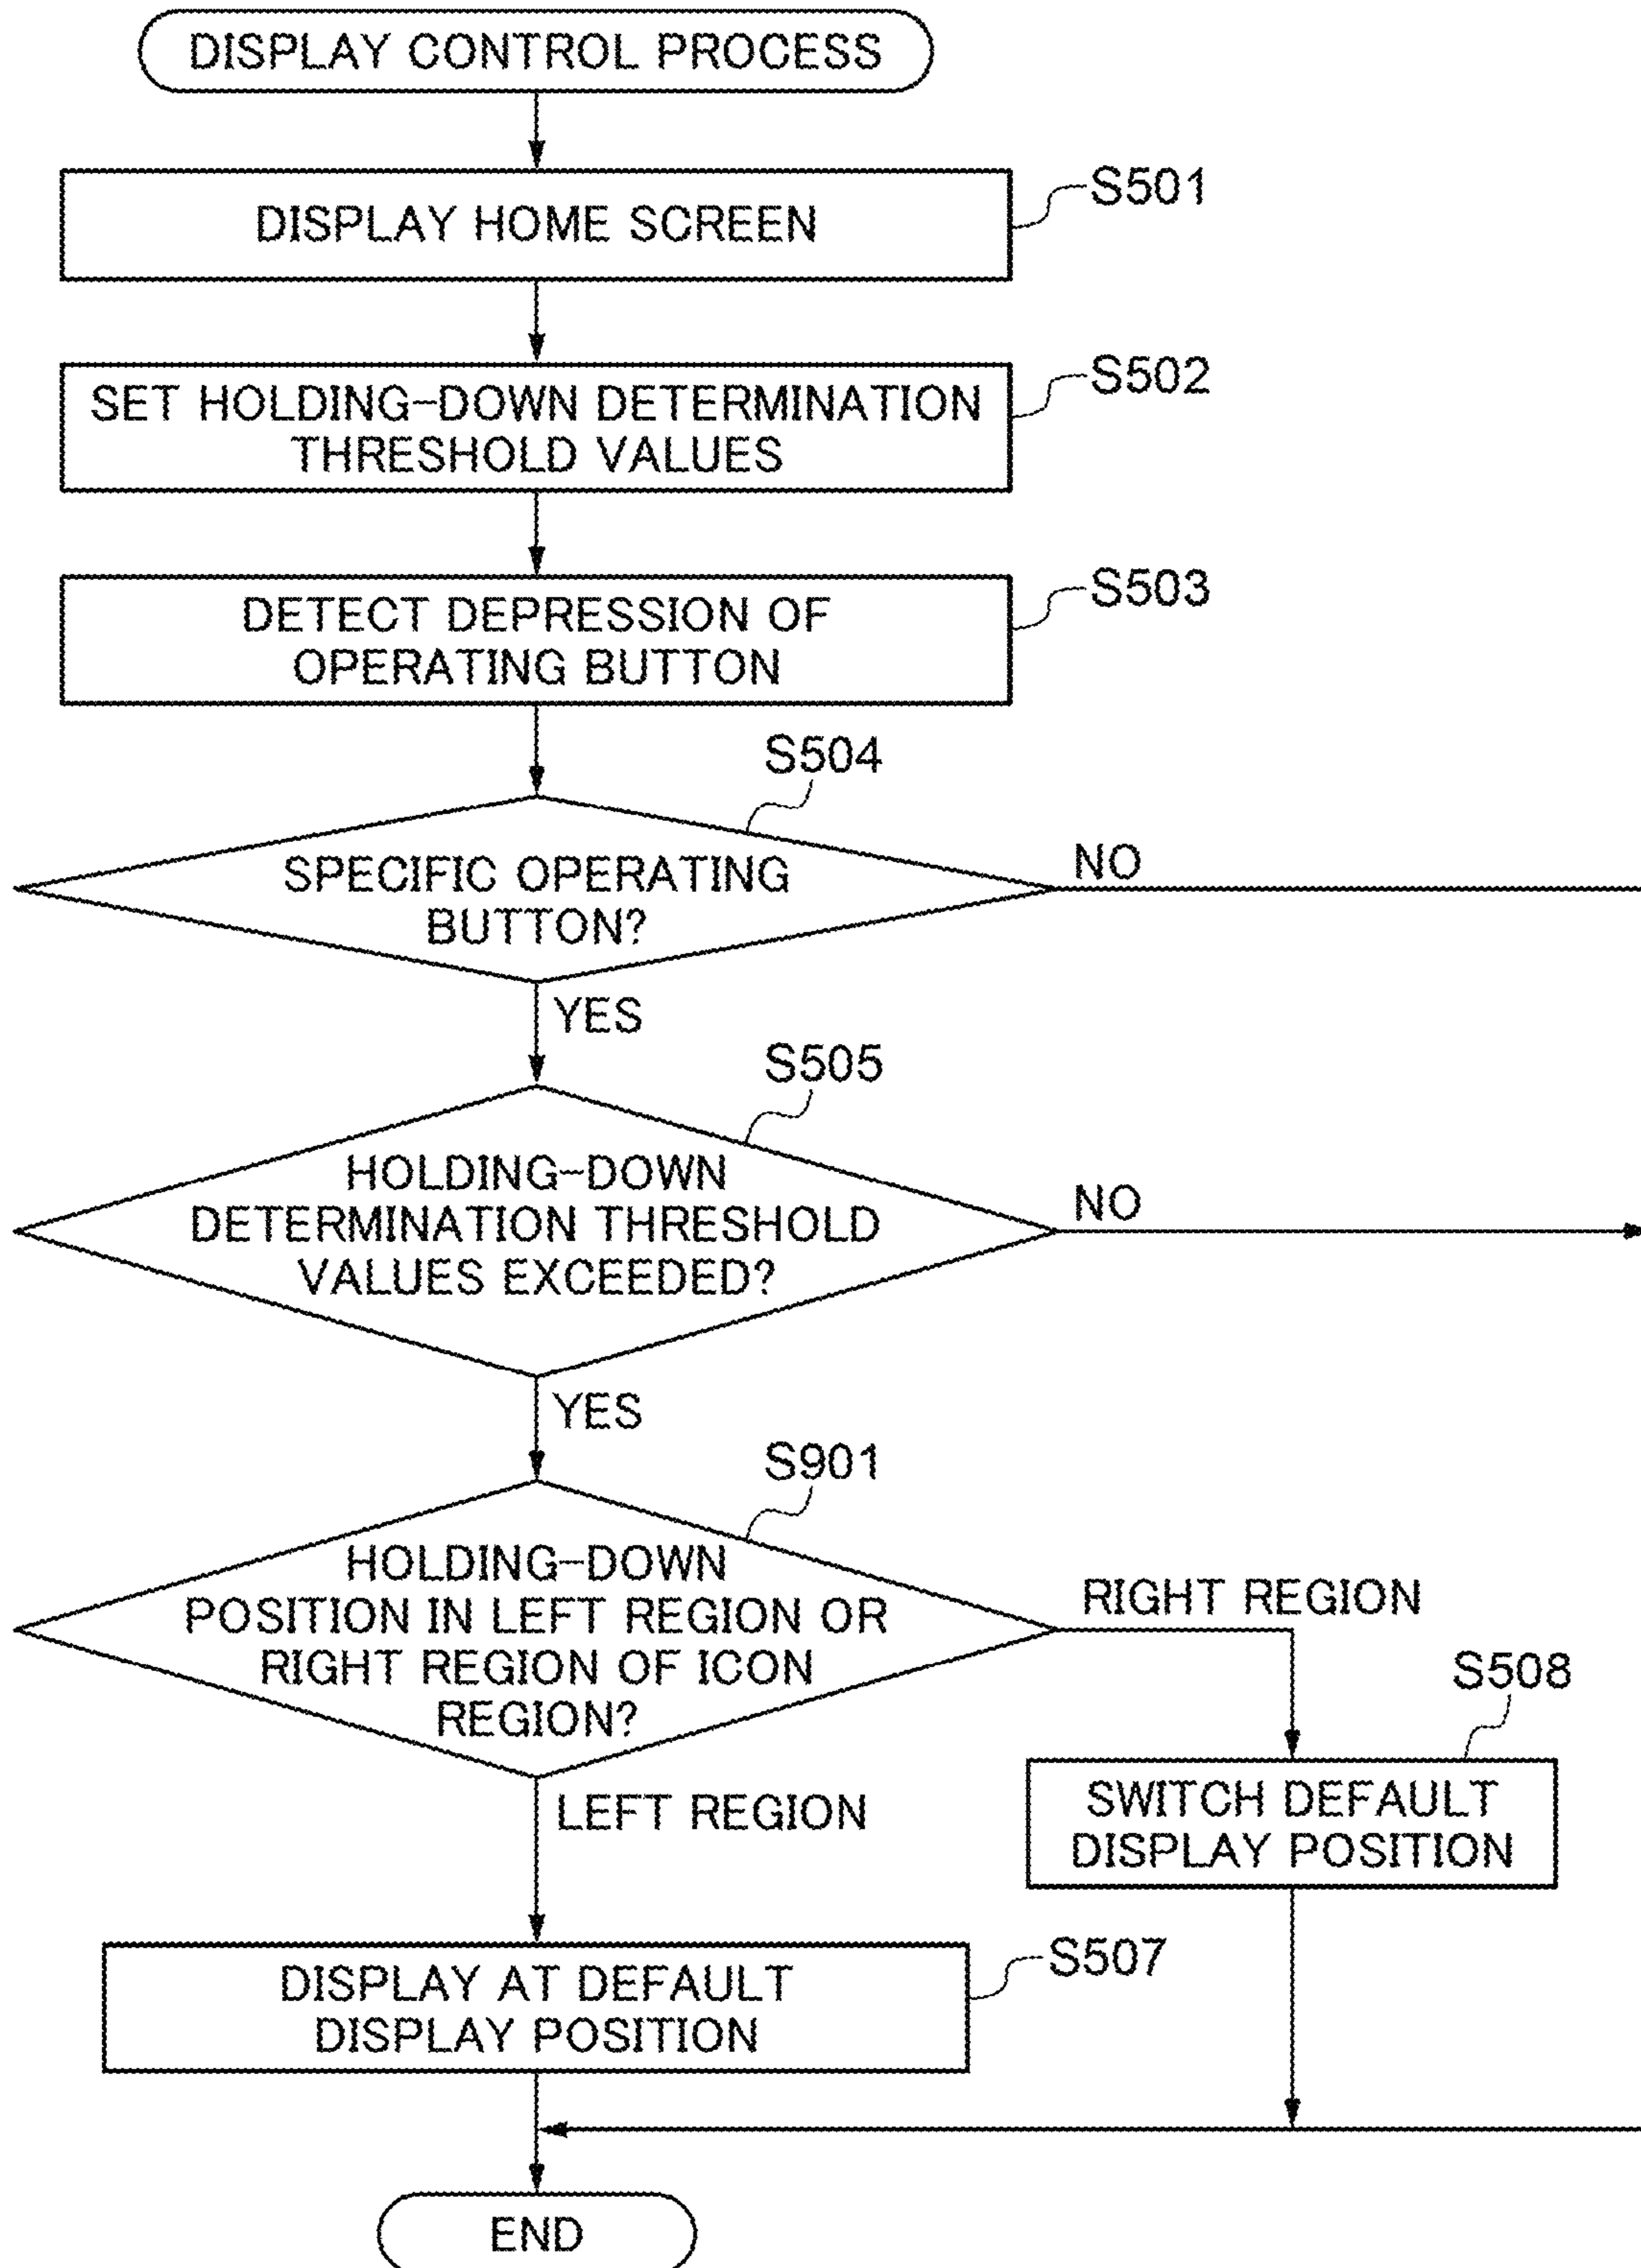 DISPLAY CONTROL PROCESS
DISPLAY HOME SCREEN
S501
SET HOLDING-DOWN DETERMINATION
THRESHOLD VALUES
S502
DETECT DEPRESSION OF
OPERATING BUTTON
S503
S504
SPECIFIC OPERATING
BUTTON?
NO
YES
S505
HOLDING-DOWN
DETERMINATION THRESHOLD
VALUES EXCEEDED?
NO
YES
S901
HOLDING-DOWN
POSITION IN LEFT REGION OR
RIGHT REGION OF ICON
REGION?
RIGHT REGION
S508
SWITCH DEFAULT
DISPLAY POSITION
LEFT REGION
S507
DISPLAY AT DEFAULT
DISPLAY POSITION
END